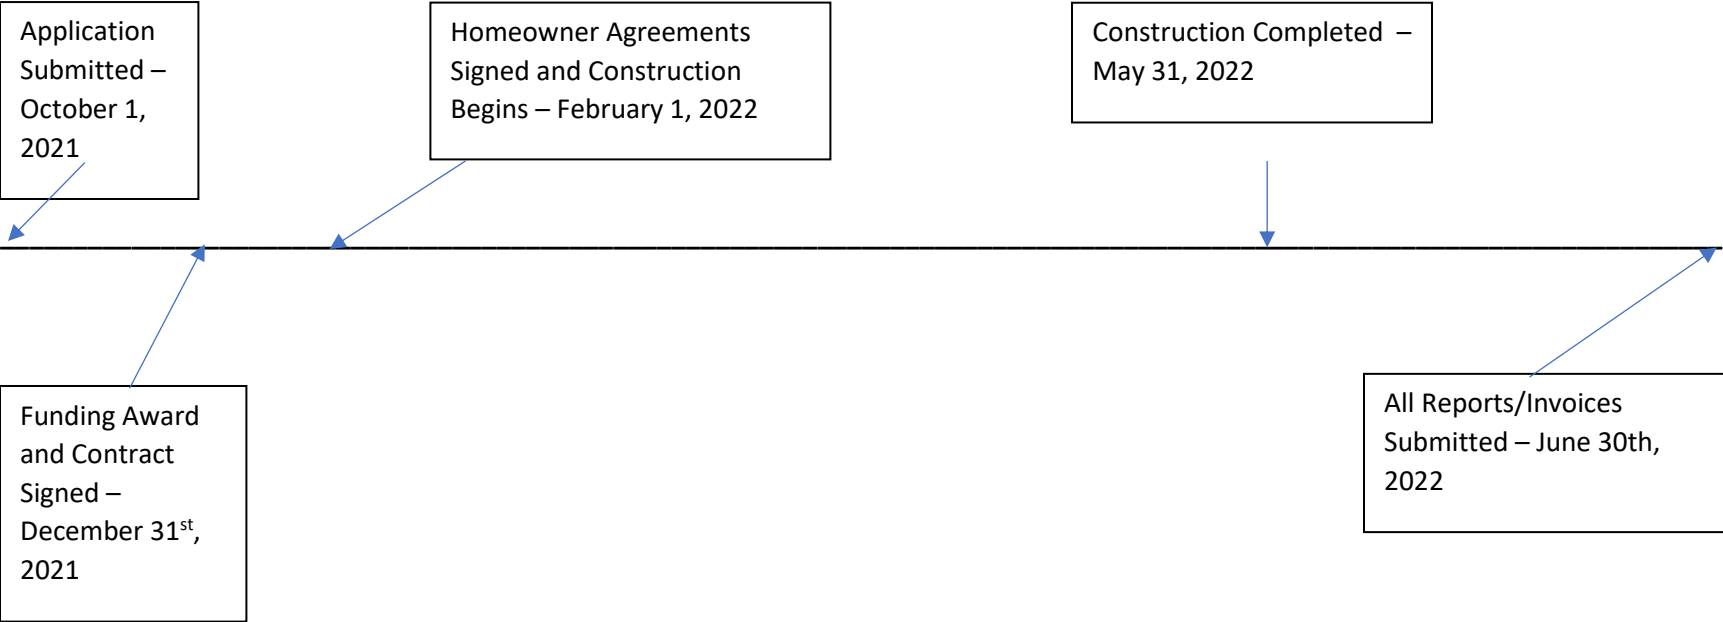 Application
Submitted –
October 1,
2021
Homeowner Agreements
Signed and Construction
Begins – February 1, 2022
Construction Completed –
May 31, 2022
Funding Award
and Contract
Signed –
December 31st,
2021
All Reports/Invoices
Submitted – June 30th,
2022